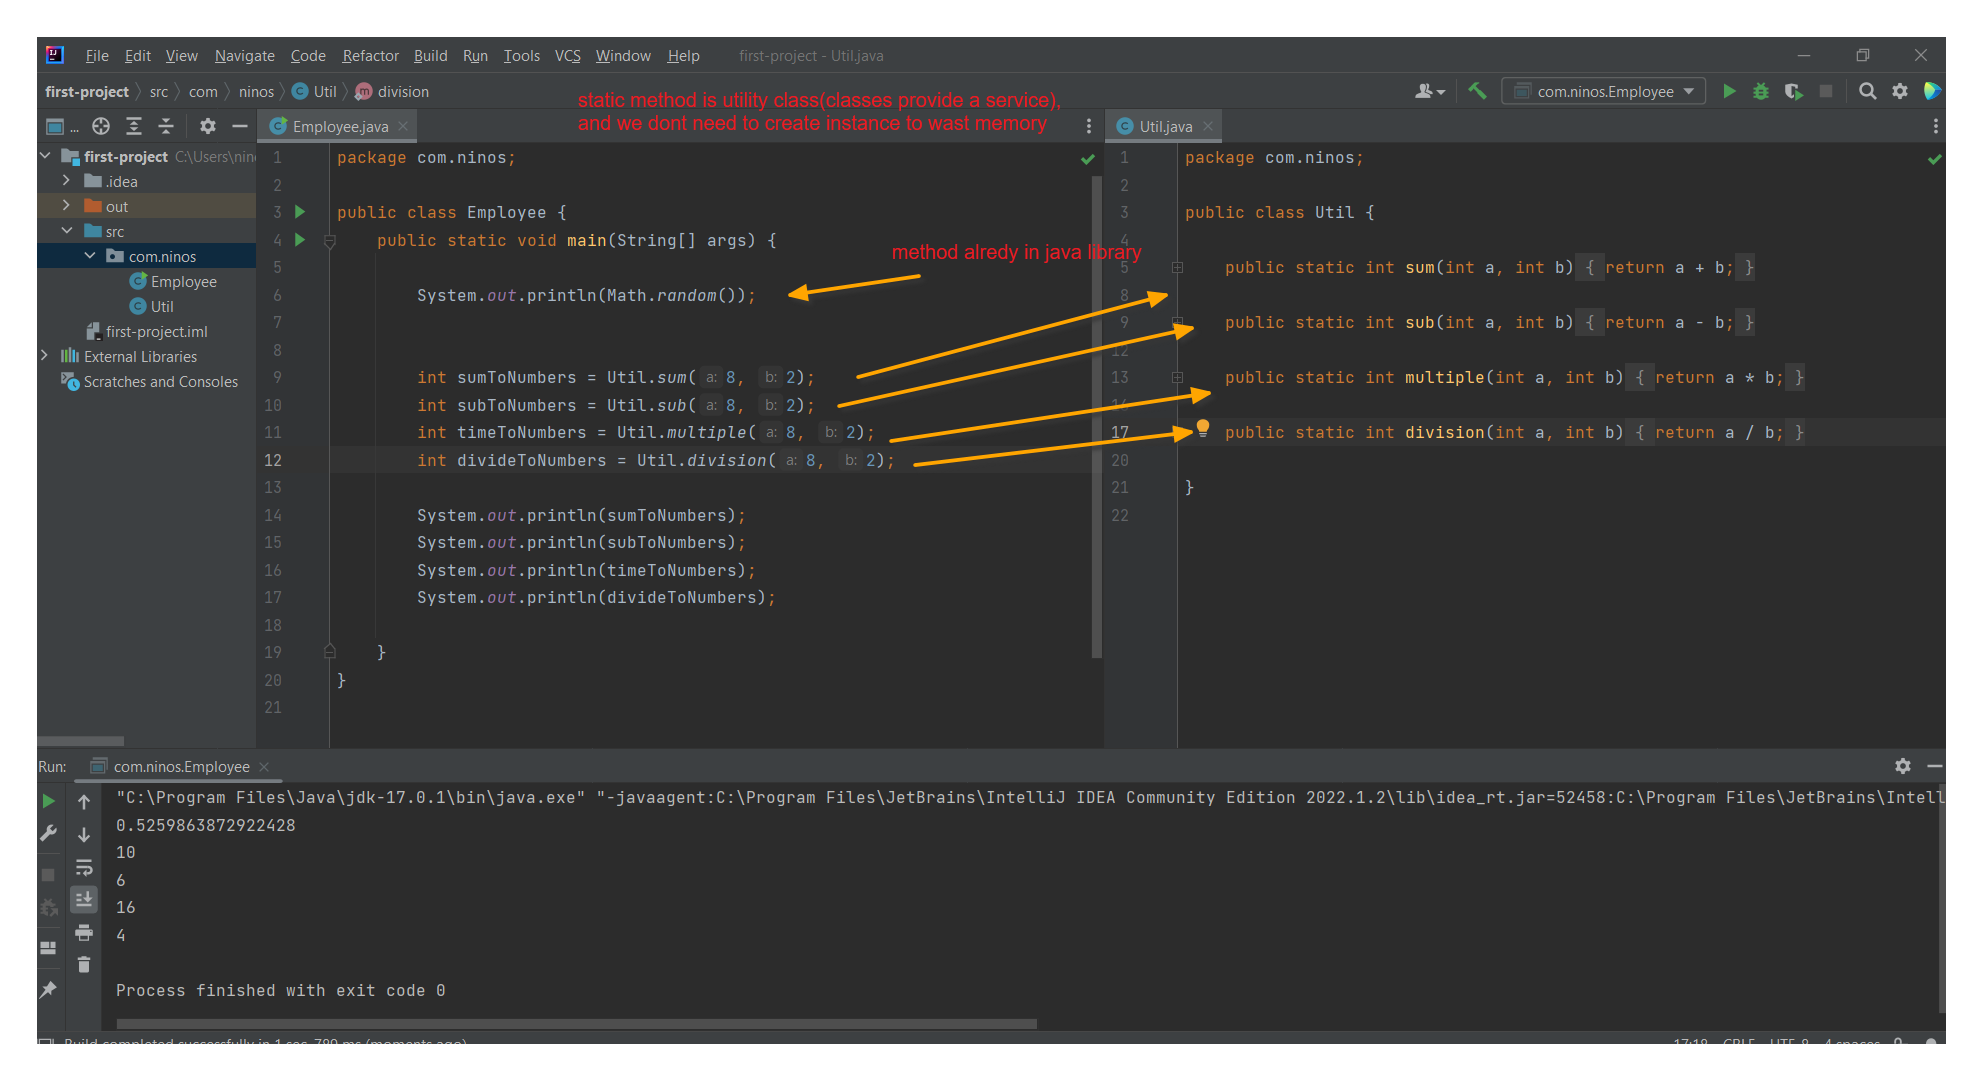 File Edit View Navigate Code Refactor Build Run Tools VCS Window Help first-project - Util.java
first-project src com ninos Util division
com.ninos.Employee
static method is utility class(classes provide a service),
and we dont need to create instance to wast memory
... Employee.java
Util.java
first-project C:\Users\nin
.idea
out
src
com.ninos
Employee
Util
first-project.iml
External Libraries
Scratches and Consoles
1 package com.ninos;
2
3 public class Employee {
4 public static void main(String[] args) {
5
method alredy in java library
6 System.out.println(Math.random());
7
8
9 int sumToNumbers = Util.sum( a: 8, b: 2);
10 int subToNumbers = Util.sub( a: 8, b: 2);
11 int timeToNumbers = Util.multiple( a: 8, b: 2);
12 int divideToNumbers = Util.division( a: 8, b: 2);
13
14 System.out.println(sumToNumbers);
15 System.out.println(subToNumbers);
16 System.out.println(timeToNumbers);
17 System.out.println(divideToNumbers);
18
19 }
20 }
21
1 package com.ninos;
2
3 public class Util {
4
5 public static int sum(int a, int b) { return a + b; }
8
9 public static int sub(int a, int b) { return a - b; }
12
13 public static int multiple(int a, int b) { return a * b; }
16
17 public static int division(int a, int b) { return a / b; }
20
21 }
22
Run: com.ninos.Employee
"C:\Program Files\Java\jdk-17.0.1\bin\java.exe" "-javaagent:C:\Program Files\JetBrains\IntelliJ IDEA Community Edition 2022.1.2\lib\idea_rt.jar=52458:C:\Program Files\JetBrains\Intell
0.5259863872922428
10
6
16
4
Process finished with exit code 0
Build completed successfully in 1 sec, 789 ms (moments ago)
17:18 CRLF UTF-8 4 spaces